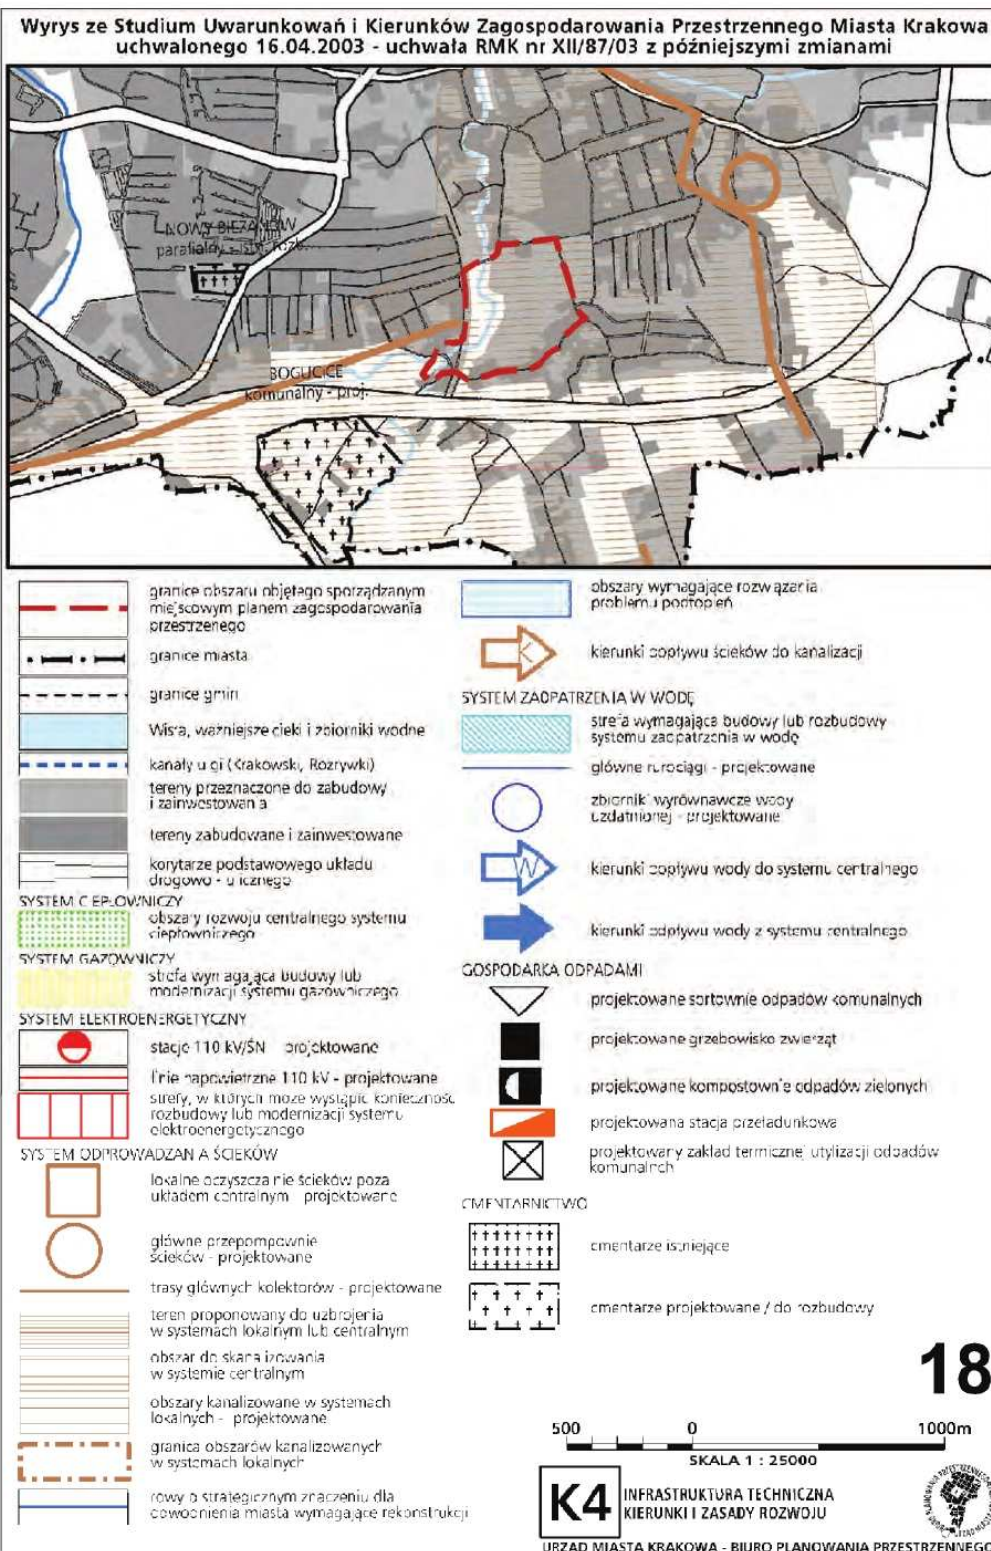 Wyrys ze Studium Uwarunkowań i Kierunków Zagospodarowania Przestrzennego Miasta Krakowa
uchwalonego 16.04.2003 - uchwała RMK nr XII/87/03 z późniejszymi zmianami
NOWY BIEŻANÓW
parafialny - istn. rozb.
BOGUCICE
komunalny - proj.
granice obszaru objętego sporządzanym
miejscowym planem zagospodarowania
przestrzenego
granice miasta
granice gmin
Wisła, ważniejsze cieki i zbiorniki wodne
kanały ulgi (Krakowski, Rozrywki)
tereny przeznaczone do zabudowy
i zainwestowania
tereny zabudowane i zainwestowane
korytarze podstawowego układu
drogowo - ulicznego
SYSTEM CIEPŁOWNICZY
obszary rozwoju centralnego systemu
ciepłowniczego
SYSTEM GAZOWNICZY
strefa wymagająca budowy lub
modernizacji systemu gazowniczego
SYSTEM ELEKTROENERGETYCZNY
stacje 110 kV/SN - projektowane
linie napowietrzne 110 kV - projektowane
strefy, w których może wystąpić konieczność
rozbudowy lub modernizacji systemu
elektroenergetycznego
SYSTEM ODPROWADZANIA ŚCIEKÓW
lokalne oczyszczalnie ścieków poza
układem centralnym - projektowane
główne przepompownie
ścieków - projektowane
trasy głównych kolektorów - projektowane
teren proponowany do uzbrojenia
w systemach lokalnym lub centralnym
obszar do skanalizowania
w systemie centralnym
obszary kanalizowane w systemach
lokalnych - projektowane
granica obszarów kanalizowanych
w systemach lokalnych
rowy o strategicznym znaczeniu dla
odwodnienia miasta wymagające rekonstrukcji
obszary wymagające rozwiązania
problemu podtopień
K
kierunki dopływu ścieków do kanalizacji
SYSTEM ZAOPATRZENIA W WODĘ
strefa wymagająca budowy lub rozbudowy
systemu zaopatrzenia w wodę
główne rurociągi - projektowane
zbiorniki wyrównawcze wody
uzdatnionej - projektowane
W
kierunki dopływu wody do systemu centralnego
kierunki odpływu wody z systemu centralnego
GOSPODARKA ODPADAMI
projektowane sortownie odpadów komunalnych
projektowane grzebowisko zwierząt
projektowane kompostownie odpadów zielonych
projektowana stacja przeładunkowa
projektowany zakład termicznej utylizacji odpadów
komunalnch
CMENTARNICTWO
cmentarze istniejące
cmentarze projektowane / do rozbudowy
18
500 0 1000m
SKALA 1 : 25000
K4
INFRASTRUKTURA TECHNICZNA
KIERUNKI I ZASADY ROZWOJU
URZĄD MIASTA KRAKOWA - BIURO PLANOWANIA PRZESTRZENNEGO